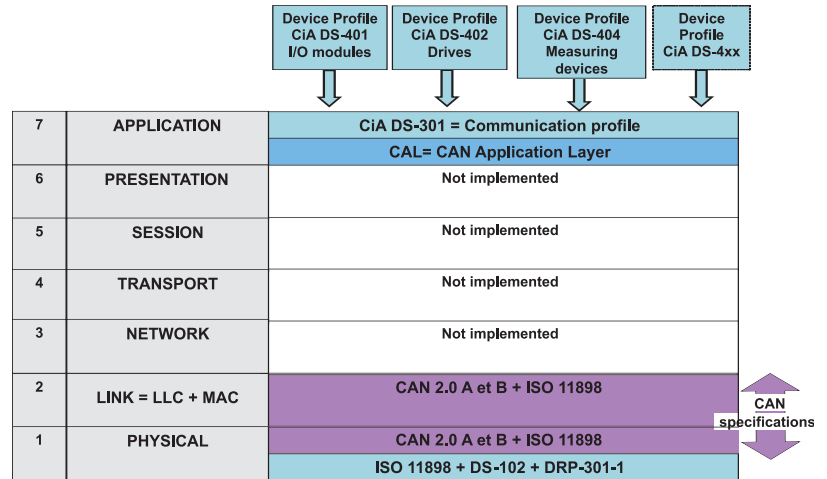 Device Profile
CiA DS-401
I/O modules
Device Profile
CiA DS-402
Drives
Device Profile
CiA DS-404
Measuring
devices
Device
Profile
CiA DS-4xx
7
APPLICATION
CiA DS-301 = Communication profile
CAL= CAN Application Layer
6
PRESENTATION
Not implemented
5
SESSION
Not implemented
4
TRANSPORT
Not implemented
3
NETWORK
Not implemented
2
LINK = LLC + MAC
CAN 2.0 A et B + ISO 11898
CAN
specifications
1
PHYSICAL
CAN 2.0 A et B + ISO 11898
ISO 11898 + DS-102 + DRP-301-1